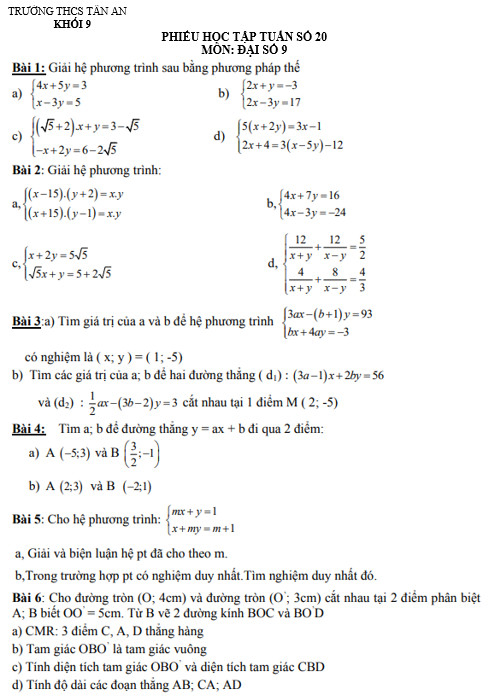 TRƯỜNG THCS TÂN AN
KHỐI 9
PHIẾU HỌC TẬP TUẦN SỐ 20
MÔN: ĐẠI SỐ 9
Bài 1: Giải hệ phương trình sau bằng phương pháp thế
a) {4x+5y=3 b) {2x+y=−3
{x−3y=5 {2x−3y=17
c) {(√5+2).x+y=3−√5 d) {5(x+2y)=3x−1
{−x+2y=6−2√5 {2x+4=3(x−5y)−12
Bài 2: Giải hệ phương trình:
a, {(x−15).(y+2)=x.y b, {4x+7y=16
{(x+15).(y−1)=x.y {4x−3y=−24
c, {x+2y=5√5 d, {12/(x+y)+12/(x−y)=5/2
{√5x+y=5+2√5 {4/(x+y)+8/(x−y)=4/3
Bài 3:a) Tìm giá trị của a và b để hệ phương trình {3ax−(b+1)y=93
{bx+4ay=−3
có nghiệm là ( x; y ) = ( 1; -5)
b) Tìm các giá trị của a; b để hai đường thẳng ( d₁) : (3a−1)x+2by=56
và (d₂) : 1/2ax−(3b−2)y=3 cắt nhau tại 1 điểm M ( 2; -5)
Bài 4: Tìm a; b để đường thẳng y = ax + b đi qua 2 điểm:
a) A (−5;3) và B (3/2;−1)
b) A (2;3) và B (−2;1)
Bài 5: Cho hệ phương trình: {mx+y=1
{x+my=m+1
a, Giải và biện luận hệ pt đã cho theo m.
b,Trong trường hợp pt có nghiệm duy nhất.Tìm nghiệm duy nhất đó.
Bài 6: Cho đường tròn (O; 4cm) và đường tròn (O'; 3cm) cắt nhau tại 2 điểm phân biệt
A; B biết OO' = 5cm. Từ B vẽ 2 đường kính BOC và BO'D
a) CMR: 3 điểm C, A, D thẳng hàng
b) Tam giác OBO' là tam giác vuông
c) Tính diện tích tam giác OBO' và diện tích tam giác CBD
d) Tính độ dài các đoạn thẳng AB; CA; AD